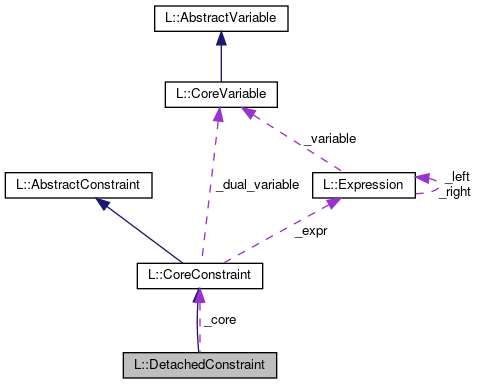 L::AbstractVariable
L::CoreVariable
_variable
L::AbstractConstraint
_dual_variable
L::Expression
_left
_right
_expr
L::CoreConstraint
_core
L::DetachedConstraint